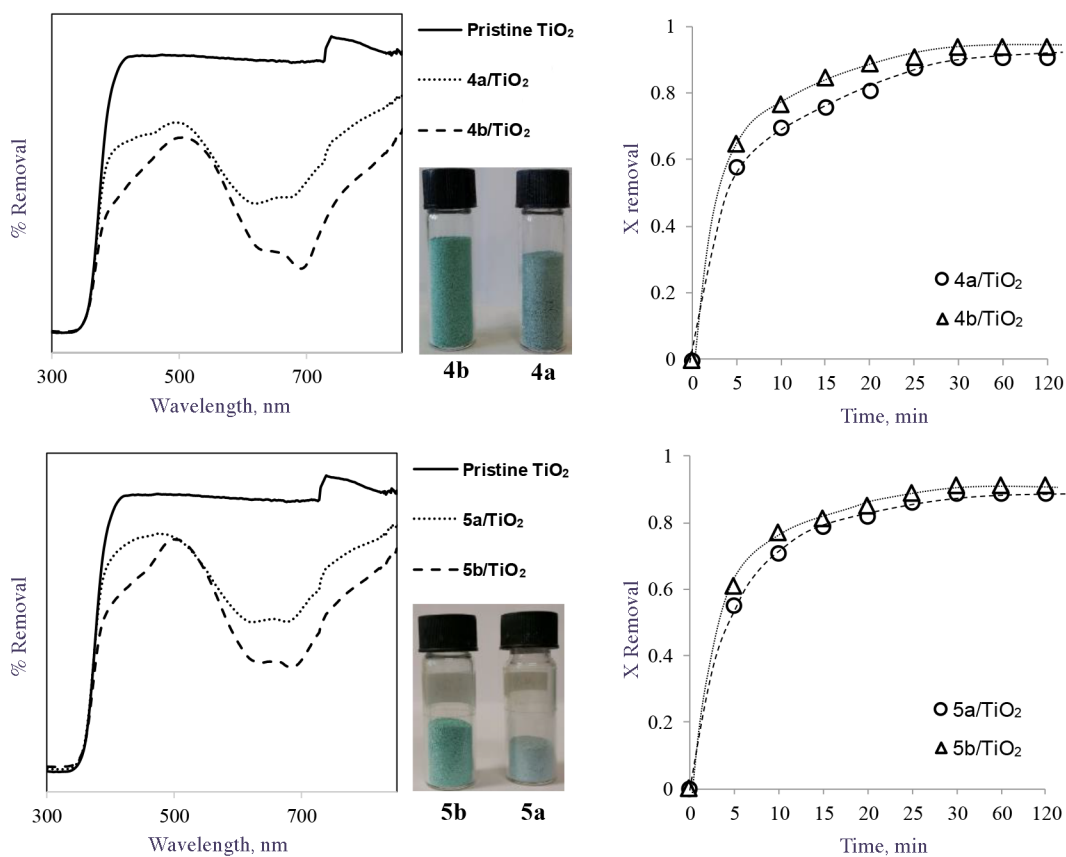 Pristine TiO₂
4a/TiO₂
4b/TiO₂
% Removal
4b 4a
300 500 700
Wavelength, nm
1
0.8
0.6
0.4
0.2
0
X removal
4a/TiO₂
4b/TiO₂
0 5 10 15 20 25 30 60 120
Time, min
Pristine TiO₂
5a/TiO₂
5b/TiO₂
% Removal
5b 5a
300 500 700
Wavelength, nm
1
0.8
0.6
0.4
0.2
0
X Removal
5a/TiO₂
5b/TiO₂
0 5 10 15 20 25 30 60 120
Time, min